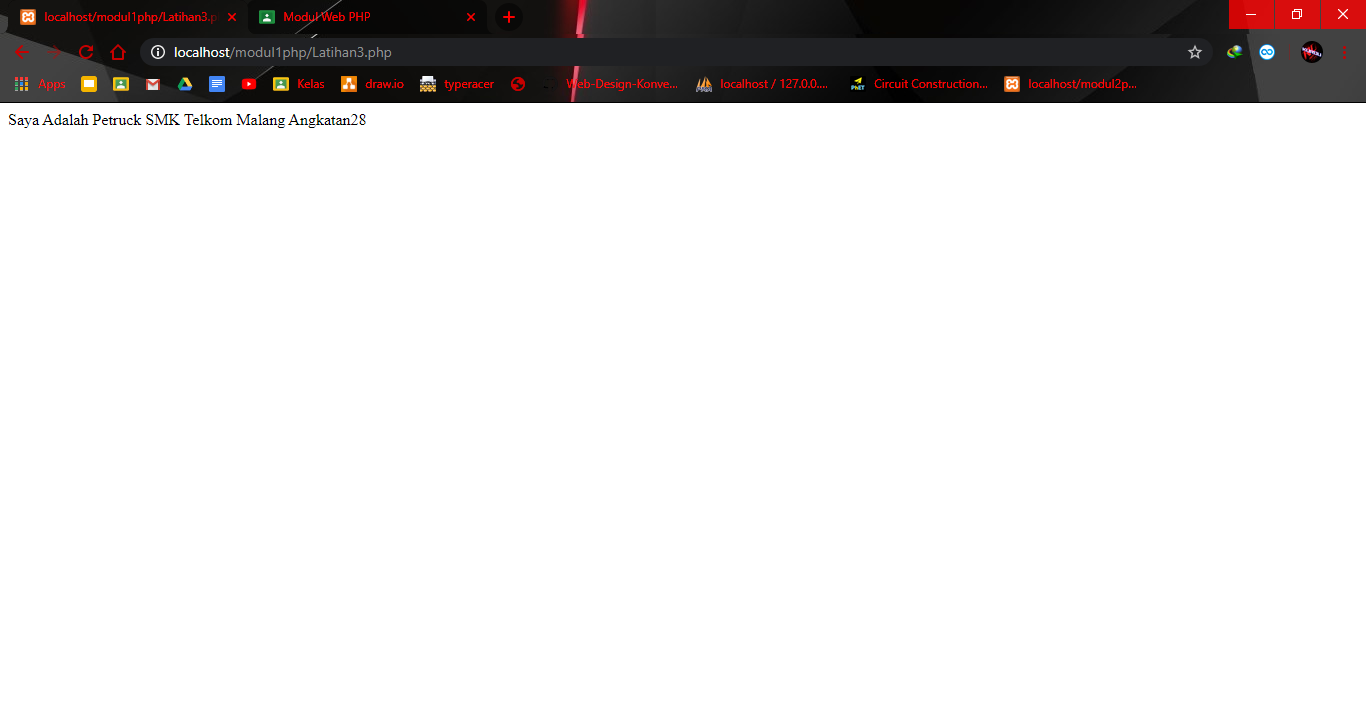 localhost/modul1php/Latihan3.p
Modul Web PHP
localhost/modul1php/Latihan3.php
Apps
Kelas
draw.io
typeracer
Web-Design-Konve...
localhost / 127.0.0....
PhET
Circuit Construction...
localhost/modul2p...
Saya Adalah Petruck SMK Telkom Malang Angkatan28